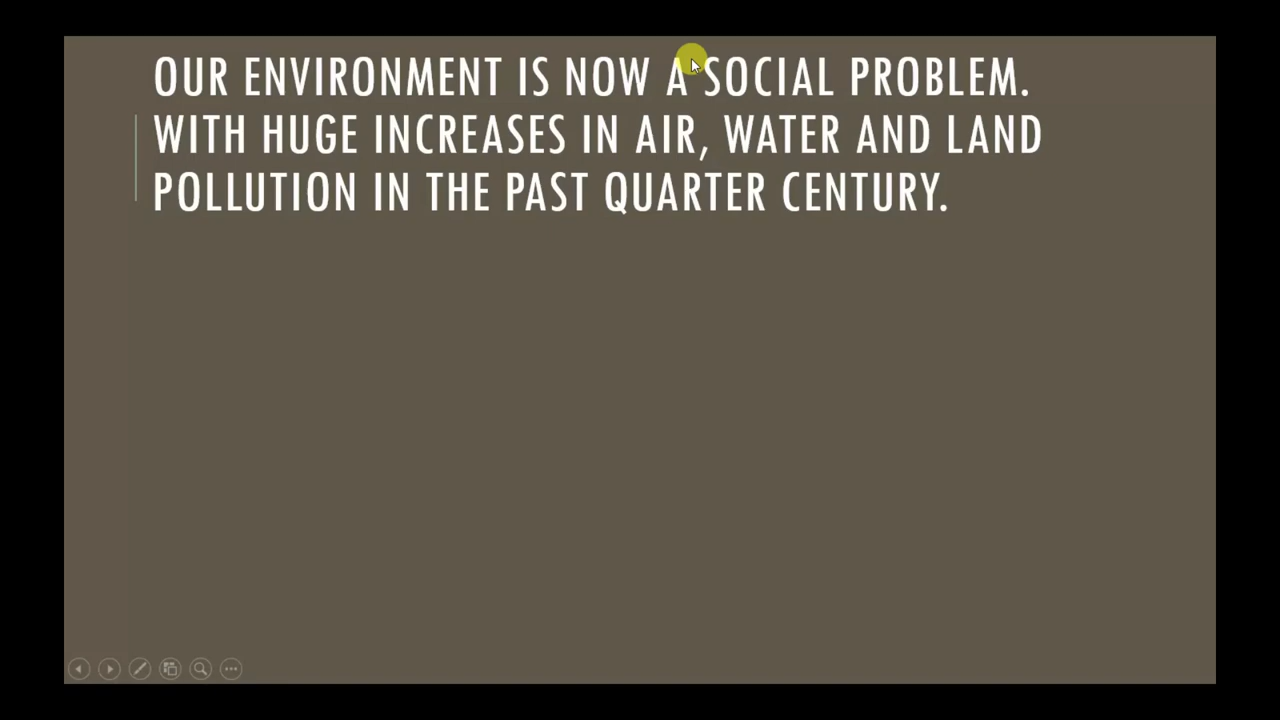 OUR ENVIRONMENT IS NOW A SOCIAL PROBLEM.
WITH HUGE INCREASES IN AIR, WATER AND LAND
POLLUTION IN THE PAST QUARTER CENTURY.